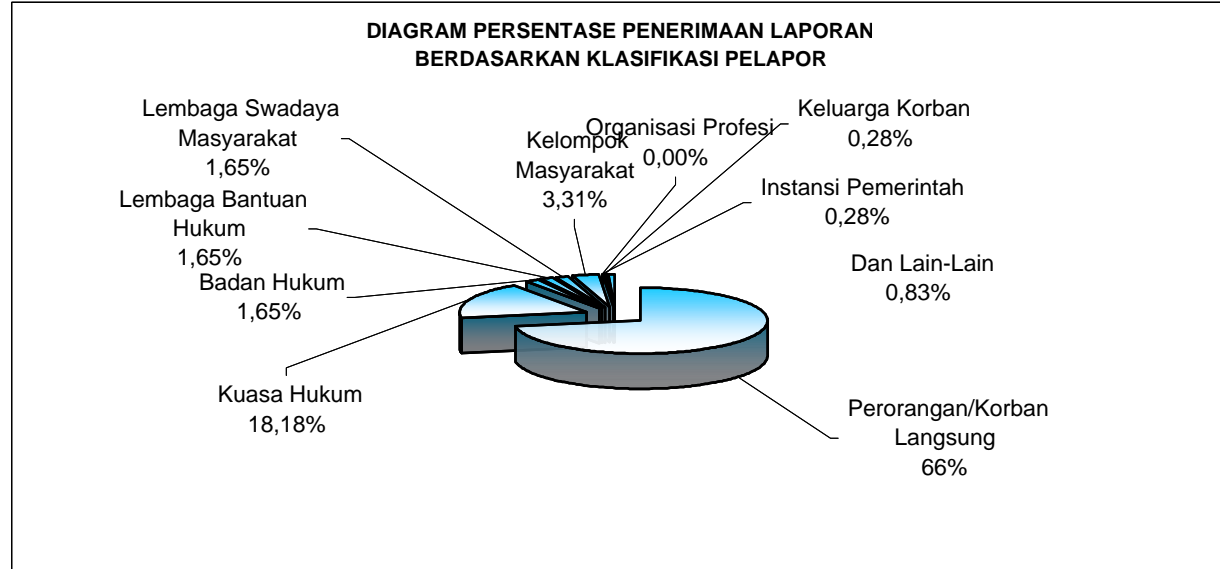 DIAGRAM PERSENTASE PENERIMAAN LAPORAN
BERDASARKAN KLASIFIKASI PELAPOR
Lembaga Swadaya
Masyarakat
1,65%
Lembaga Bantuan
Hukum
1,65%
Badan Hukum
1,65%
Kuasa Hukum
18,18%
Kelompok
Masyarakat
3,31%
Organisasi Profesi
0,00%
Keluarga Korban
0,28%
Instansi Pemerintah
0,28%
Dan Lain-Lain
0,83%
Perorangan/Korban
Langsung
66%